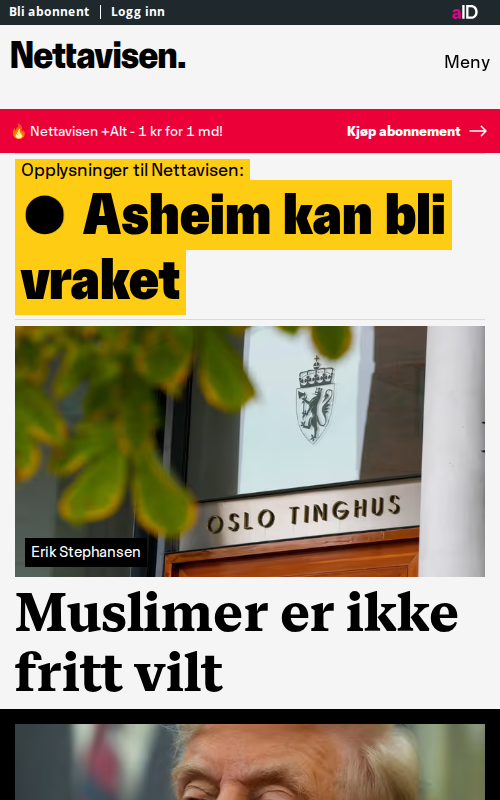 Bli abonnent | Logg inn
aID
Nettavisen.
Meny
🔥 Nettavisen +Alt - 1 kr for 1 md!
Kjøp abonnement →
Opplysninger til Nettavisen:
● Asheim kan bli
vraket
OSLO TINGHUS
Erik Stephansen
Muslimer er ikke
fritt vilt